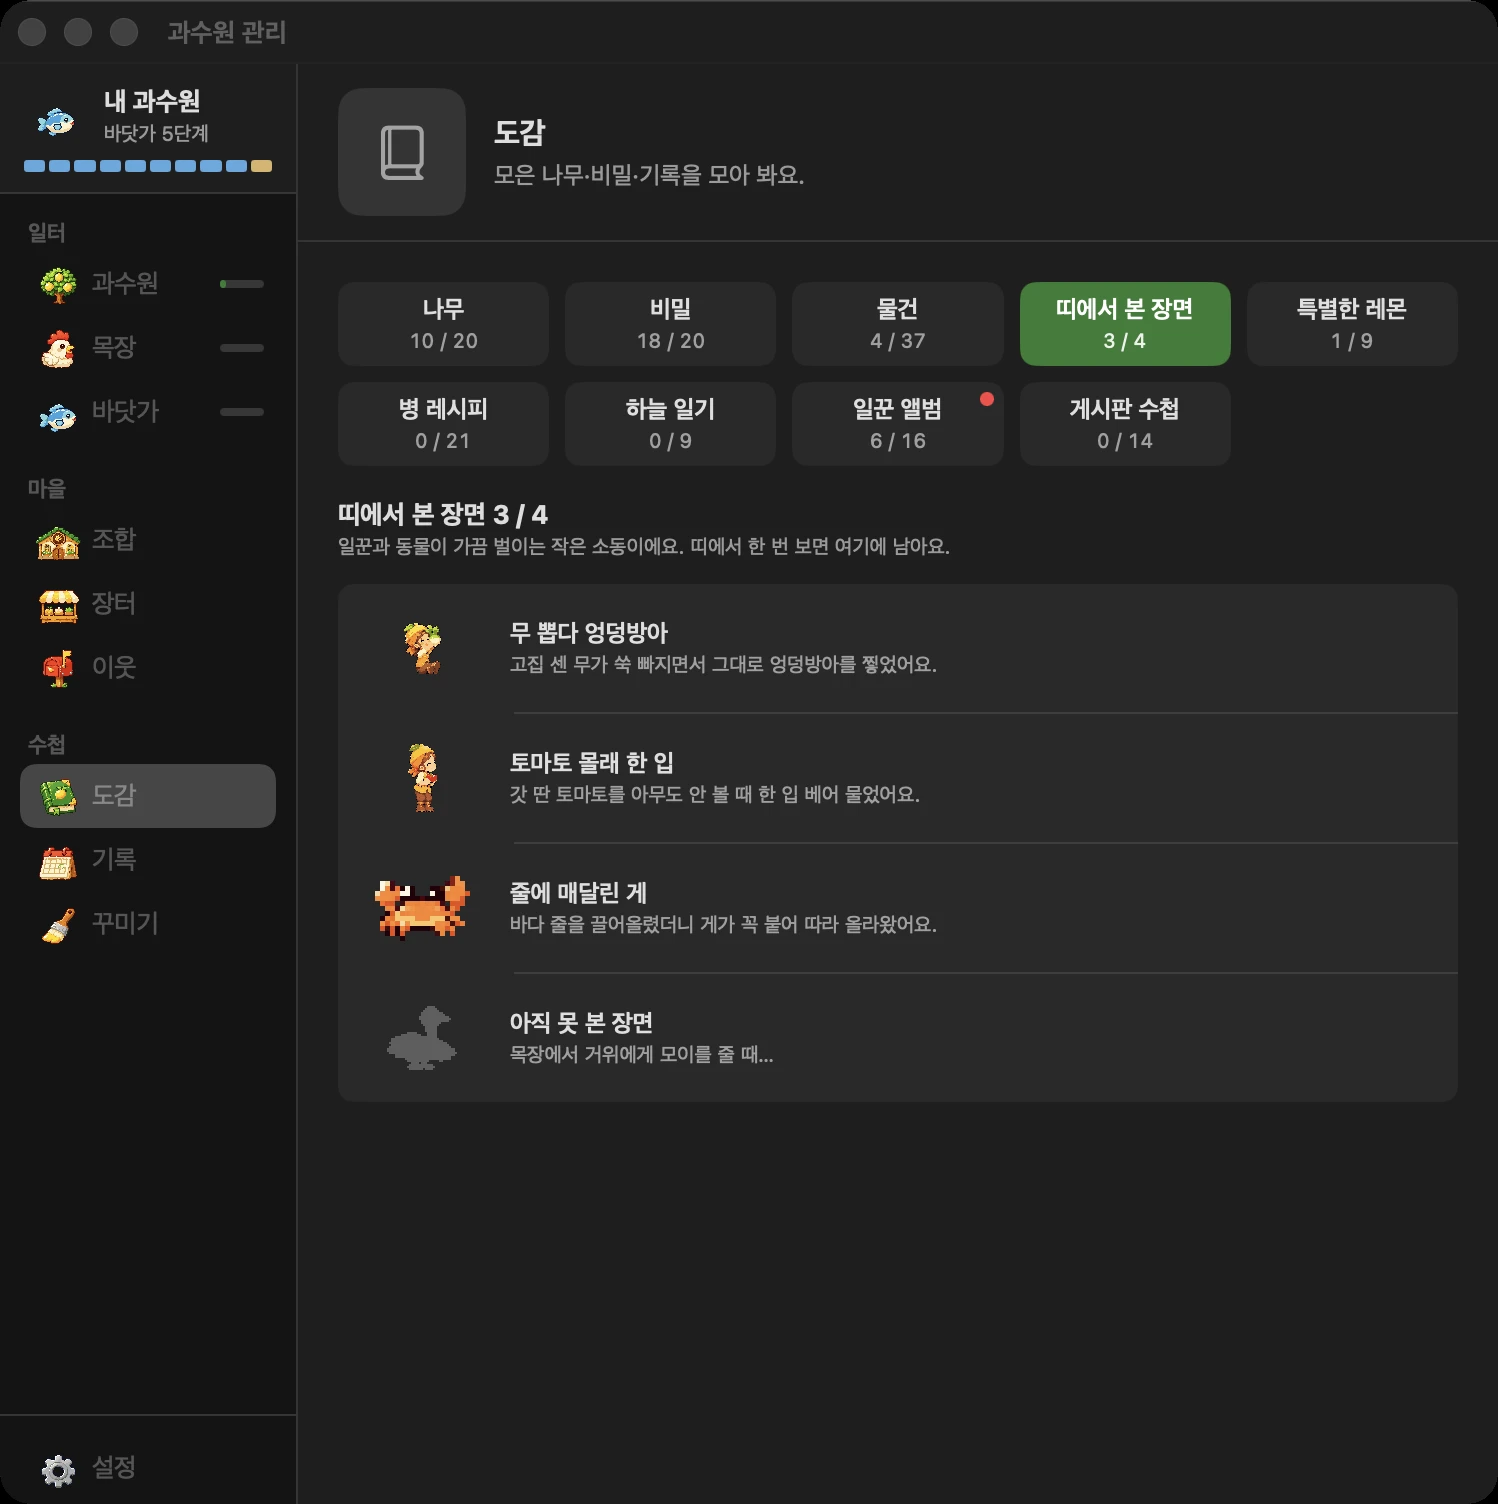 과수원 관리
내 과수원
바닷가 5단계
일터
과수원
목장
바닷가
마을
조합
장터
이웃
수첩
도감
기록
꾸미기
설정
도감
모은 나무·비밀·기록을 모아 봐요.
나무
10 / 20
비밀
18 / 20
물건
4 / 37
띠에서 본 장면
3 / 4
특별한 레몬
1 / 9
병 레시피
0 / 21
하늘 일기
0 / 9
일꾼 앨범
6 / 16
게시판 수첩
0 / 14
띠에서 본 장면 3 / 4
일꾼과 동물이 가끔 벌이는 작은 소동이에요. 띠에서 한 번 보면 여기에 남아요.
무 뽑다 엉덩방아
고집 센 무가 쑥 빠지면서 그대로 엉덩방아를 찧었어요.
토마토 몰래 한 입
갓 딴 토마토를 아무도 안 볼 때 한 입 베어 물었어요.
줄에 매달린 게
바다 줄을 끌어올렸더니 게가 꼭 붙어 따라 올라왔어요.
아직 못 본 장면
목장에서 거위에게 모이를 줄 때...